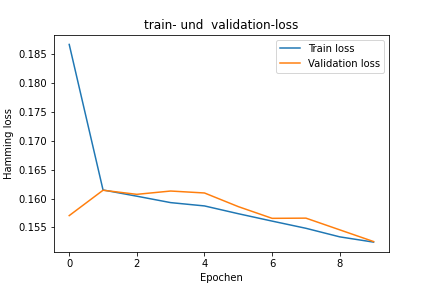 train- und  validation-loss
Train loss
Validation loss
Hamming loss
0.185
0.180
0.175
0.170
0.165
0.160
0.155
0 2 4 6 8
Epochen